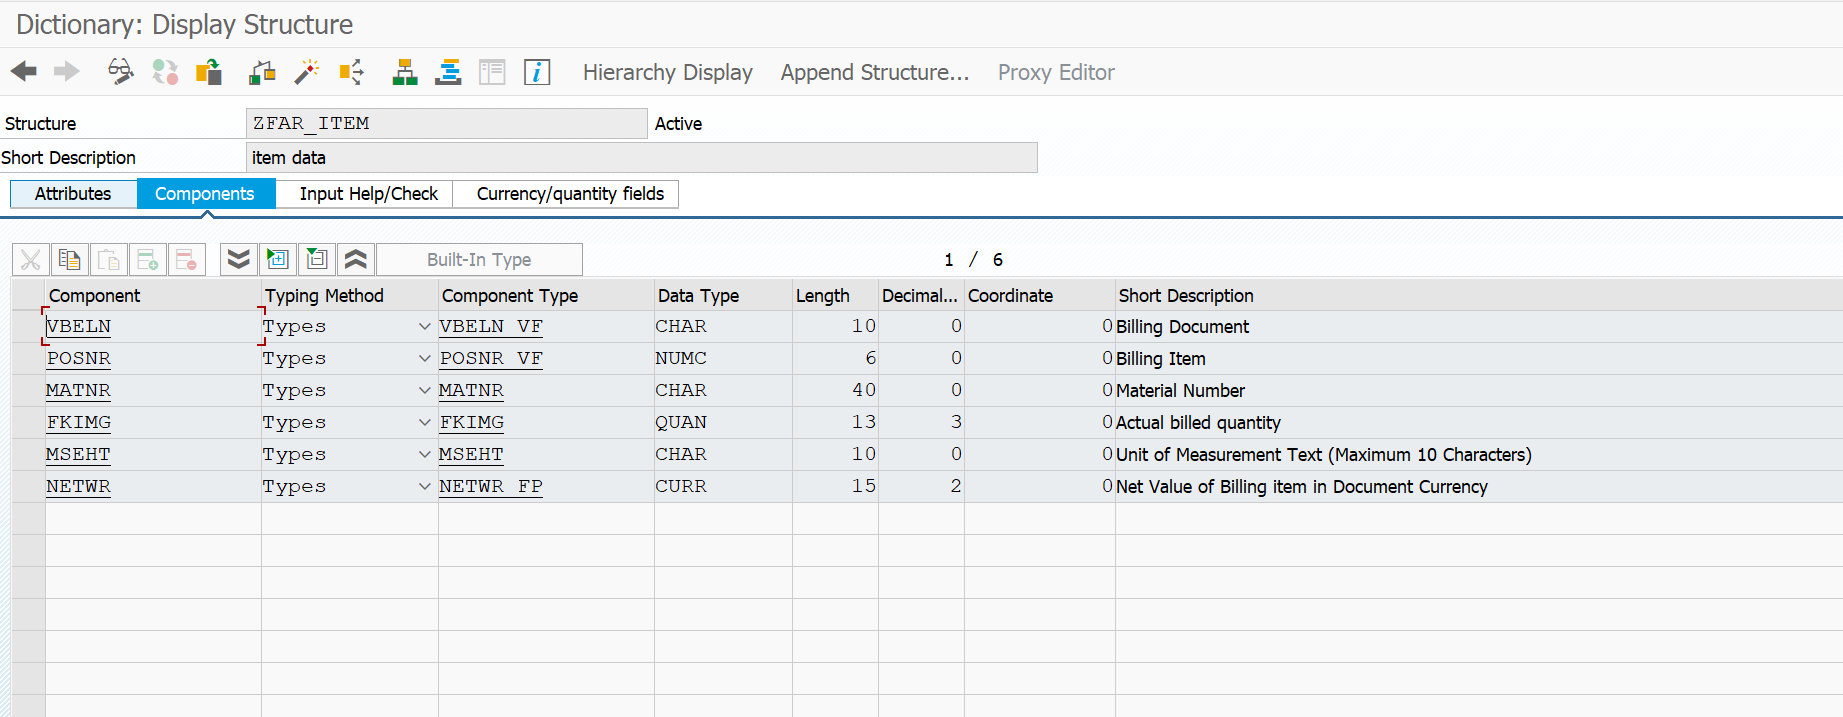 Dictionary: Display Structure
Hierarchy Display Append Structure... Proxy Editor
Structure ZFAR_ITEM Active
Short Description item data
Attributes Components Input Help/Check Currency/quantity fields
Built-In Type 1 / 6
Component Typing Method Component Type Data Type Length Decimal... Coordinate Short Description
VBELN Types VBELN_VF CHAR 10 0 0 Billing Document
POSNR Types POSNR_VF NUMC 6 0 0 Billing Item
MATNR Types MATNR CHAR 40 0 0 Material Number
FKIMG Types FKIMG QUAN 13 3 0 Actual billed quantity
MSEHT Types MSEHT CHAR 10 0 0 Unit of Measurement Text (Maximum 10 Characters)
NETWR Types NETWR_FP CURR 15 2 0 Net Value of Billing item in Document Currency